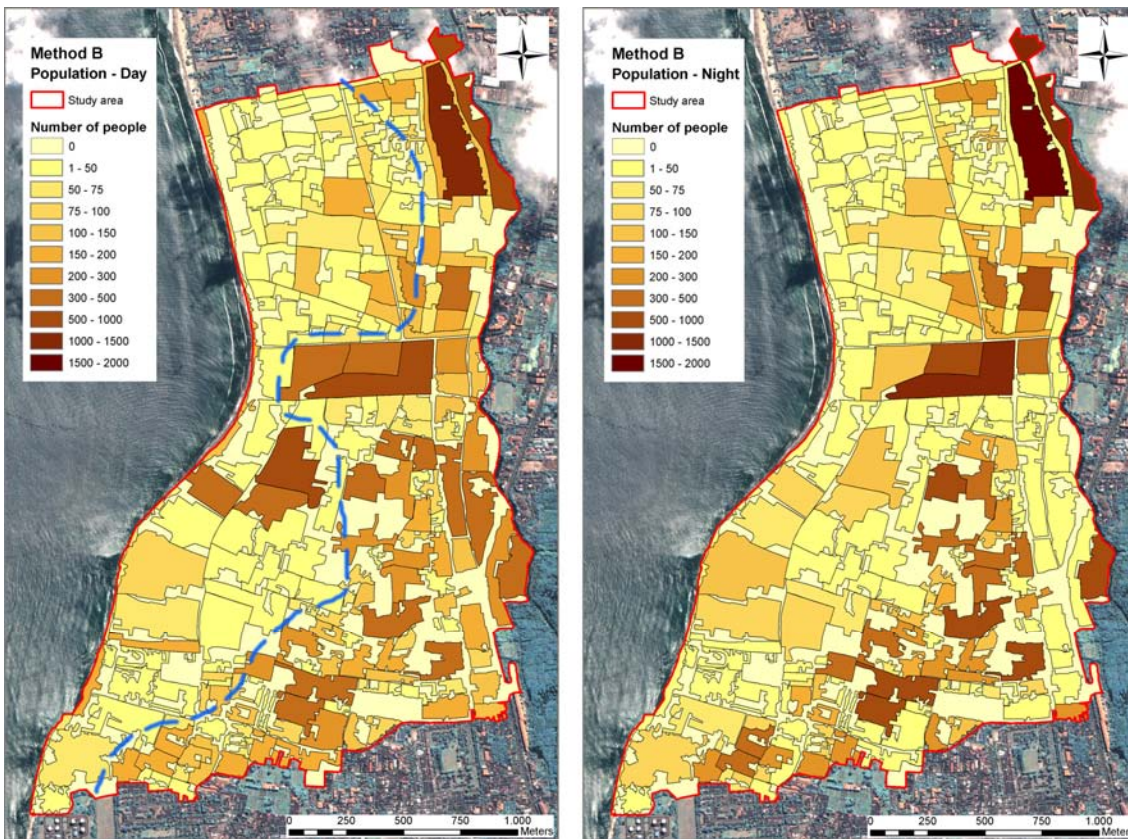 Method B
Population - Day
Study area
Number of people
0
1 - 50
50 - 75
75 - 100
100 - 150
150 - 200
200 - 300
300 - 500
500 - 1000
1000 - 1500
1500 - 2000
N
0 250 500 750 1.000
Meters
Method B
Population - Night
Study area
Number of people
0
1 - 50
50 - 75
75 - 100
100 - 150
150 - 200
200 - 300
300 - 500
500 - 1000
1000 - 1500
1500 - 2000
N
0 250 500 750 1.000
Meters